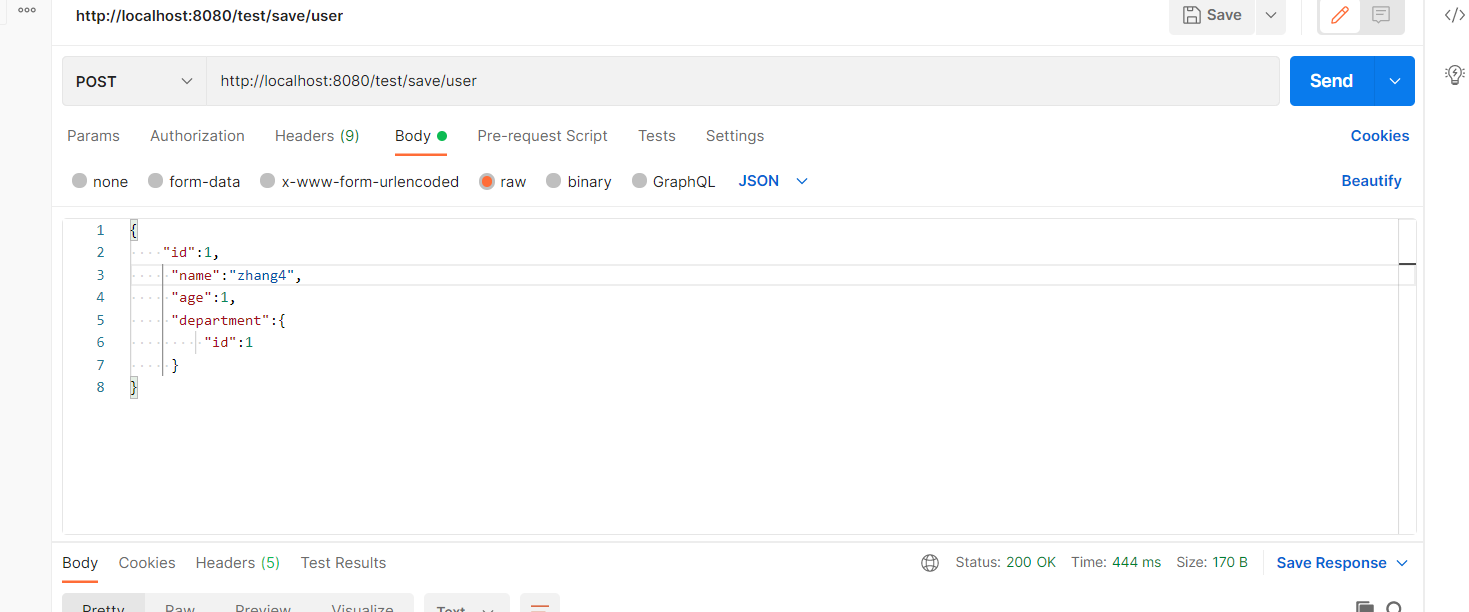 http://localhost:8080/test/save/user Save
POST http://localhost:8080/test/save/user Send
Params Authorization Headers (9) Body Pre-request Script Tests Settings Cookies
none form-data x-www-form-urlencoded raw binary GraphQL JSON Beautify
1 {
2 "id":1,
3 "name":"zhang4",
4 "age":1,
5 "department":{
6 "id":1
7 }
8 }
Body Cookies Headers (5) Test Results Status: 200 OK Time: 444 ms Size: 170 B Save Response
Pretty Raw Preview Visualize Text